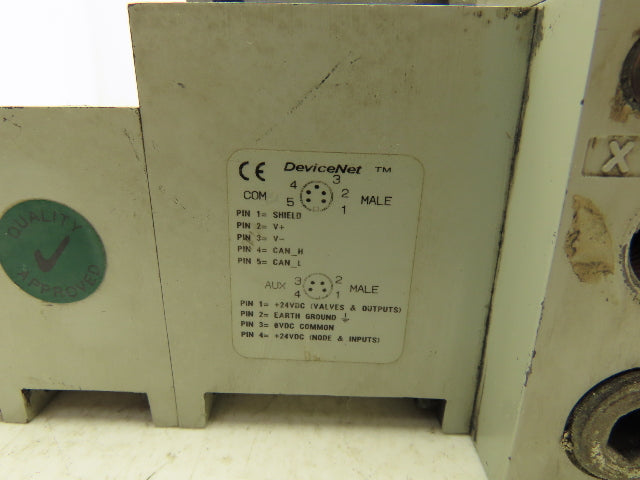 QUALITY
APPROVED
CE DeviceNet TM
4 3
COM 5 2 MALE
1
PIN 1= SHIELD
PIN 2= V+
PIN 3= V-
PIN 4= CAN_H
PIN 5= CAN_L
AUX 3 2 MALE
4 1
PIN 1= +24VDC (VALVES & OUTPUTS)
PIN 2= EARTH GROUND
PIN 3= 0VDC COMMON
PIN 4= +24VDC (NODE & INPUTS)
X